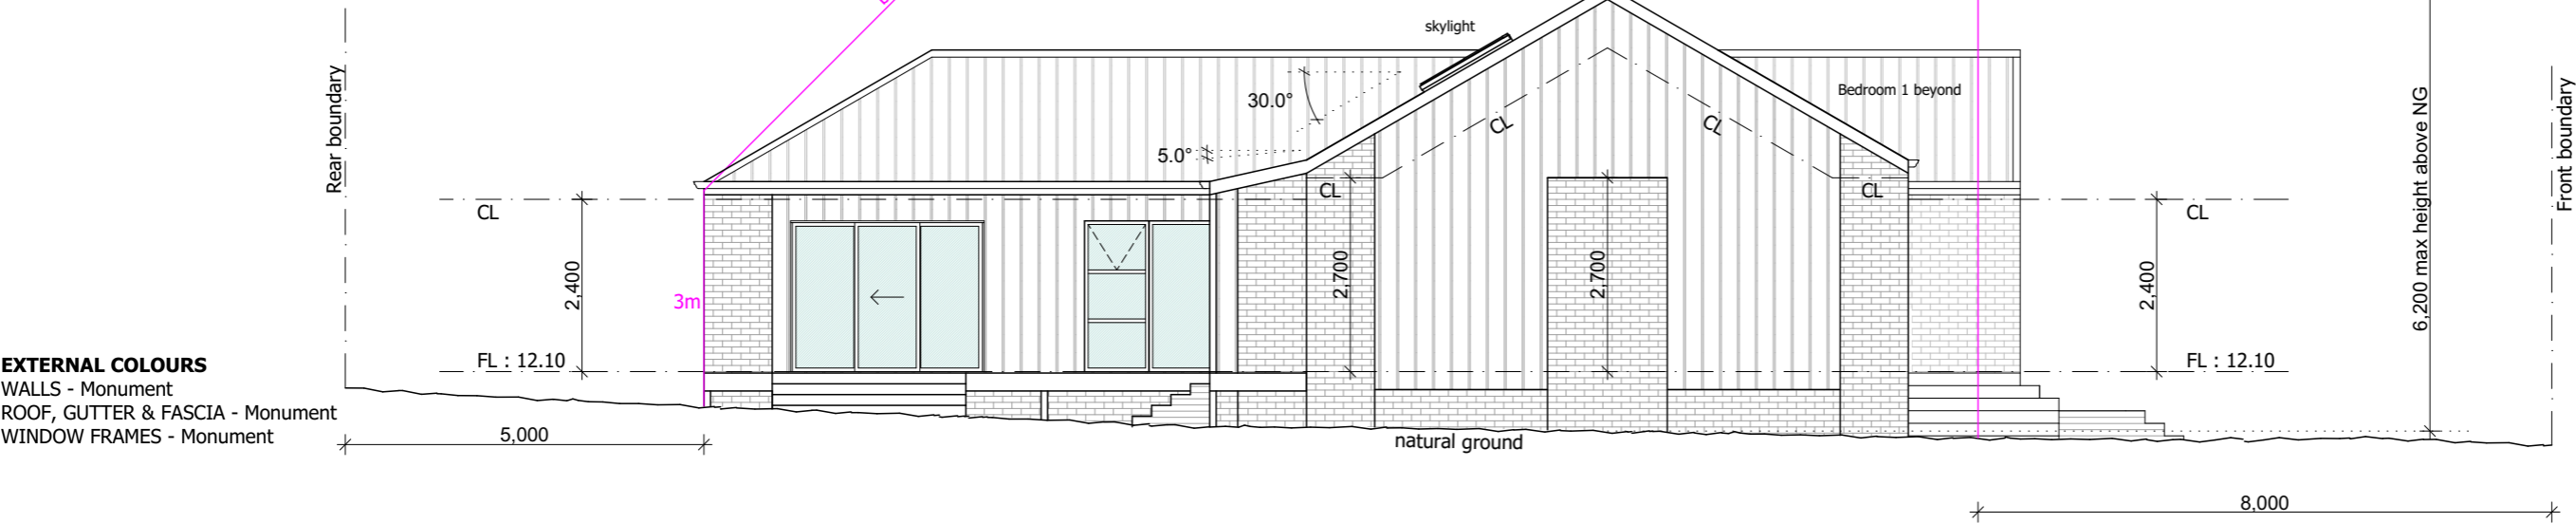 skylight
Bedroom 1 beyond
30.0°
5.0°
CL
CL
Rear boundary
Front boundary
6,200 max height above NG
CL
CL
CL
CL
2,400
3m
2,700
2,700
2,400
FL : 12.10
FL : 12.10
EXTERNAL COLOURS
WALLS - Monument
ROOF, GUTTER & FASCIA - Monument
WINDOW FRAMES - Monument
5,000
natural ground
8,000